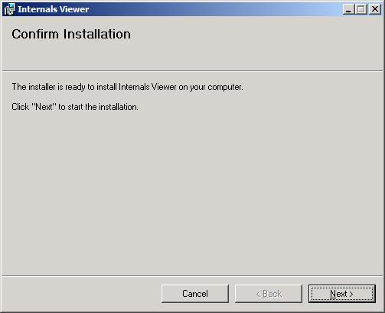 Internals Viewer
Confirm Installation
The installer is ready to install Internals Viewer on your computer.
Click "Next" to start the installation.
Cancel
< Back
Next >